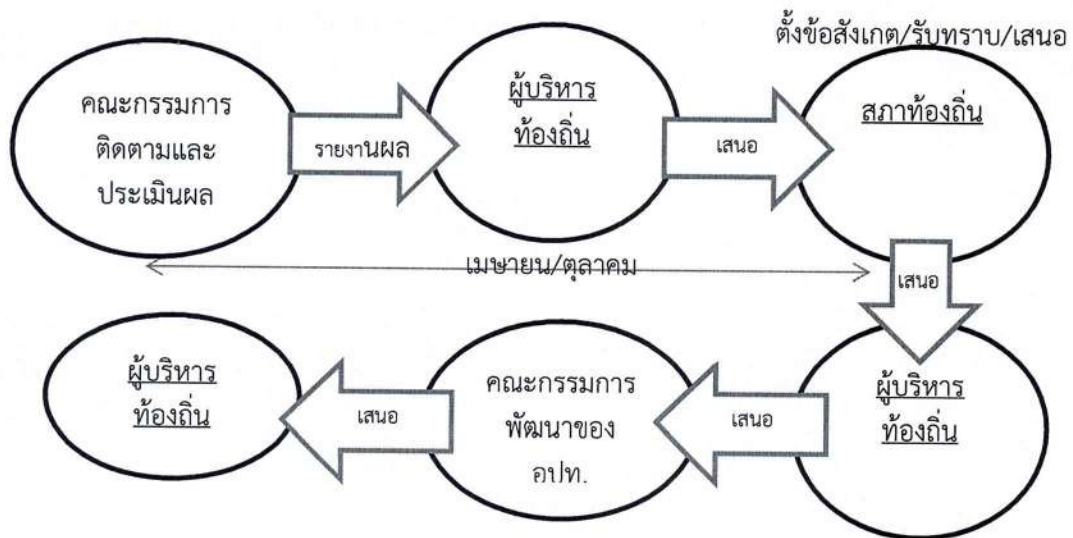 ตั้งข้อสังเกต/รับทราบ/เสนอ
คณะกรรมการ
ติดตามและ
ประเมินผล
รายงานผล
ผู้บริหาร
ท้องถิ่น
เสนอ
สภาท้องถิ่น
เมษายน/ตุลาคม
เสนอ
ผู้บริหาร
ท้องถิ่น
เสนอ
คณะกรรมการ
พัฒนาของ
อปท.
เสนอ
ผู้บริหาร
ท้องถิ่น